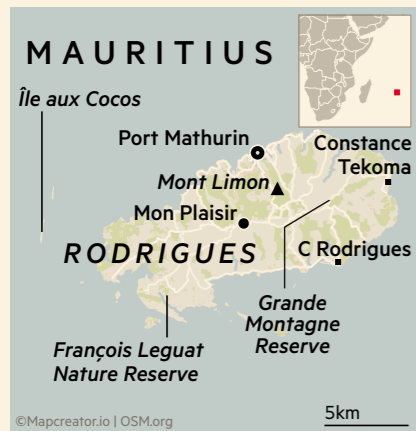 MAURITIUS
Île aux Cocos
Port Mathurin
Constance
Tekoma
Mont Limon
Mon Plaisir
RODRIGUES
C Rodrigues
Grande
Montagne
Reserve
François Leguat
Nature Reserve
©Mapcreator.io | OSM.org
5km